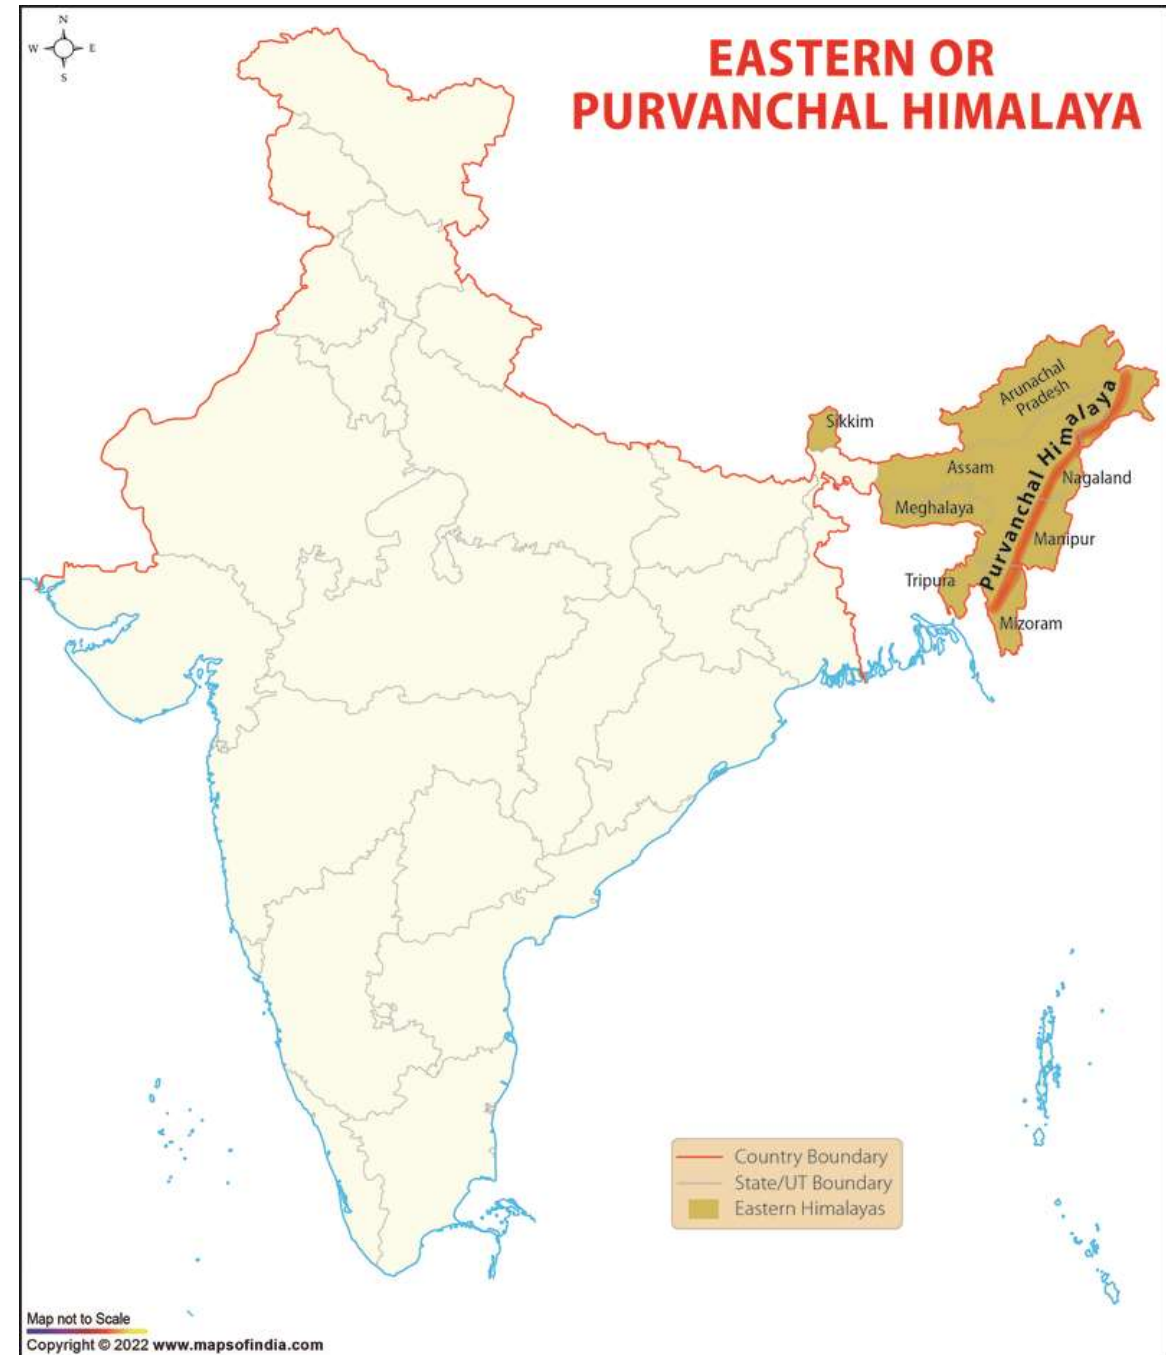 N
W E
S
EASTERN OR
PURVANCHAL HIMALAYA
Arunachal
Pradesh
Sikkim
Purvanchal Himalaya
Assam
Nagaland
Meghalaya
Manipur
Tripura
Mizoram
Country Boundary
State/UT Boundary
Eastern Himalayas
Map not to Scale
Copyright © 2022 www.mapsofindia.com